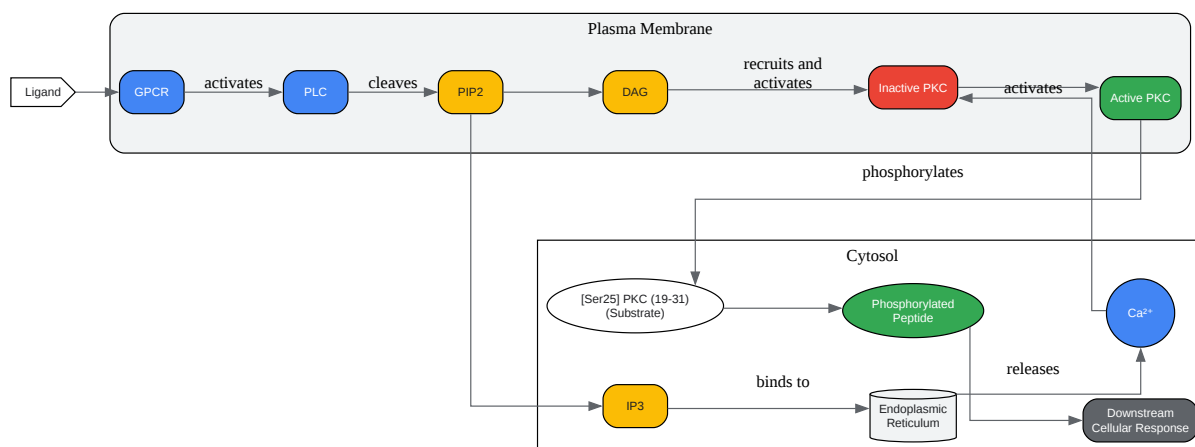 Plasma Membrane
Ligand
GPCR
activates
PLC
cleaves
PIP2
DAG
recruits and
activates
Inactive PKC
activates
Active PKC
phosphorylates
Cytosol
[Ser25] PKC (19-31)
(Substrate)
Phosphorylated
Peptide
Ca²⁺
releases
IP3
binds to
Endoplasmic
Reticulum
Downstream
Cellular Response